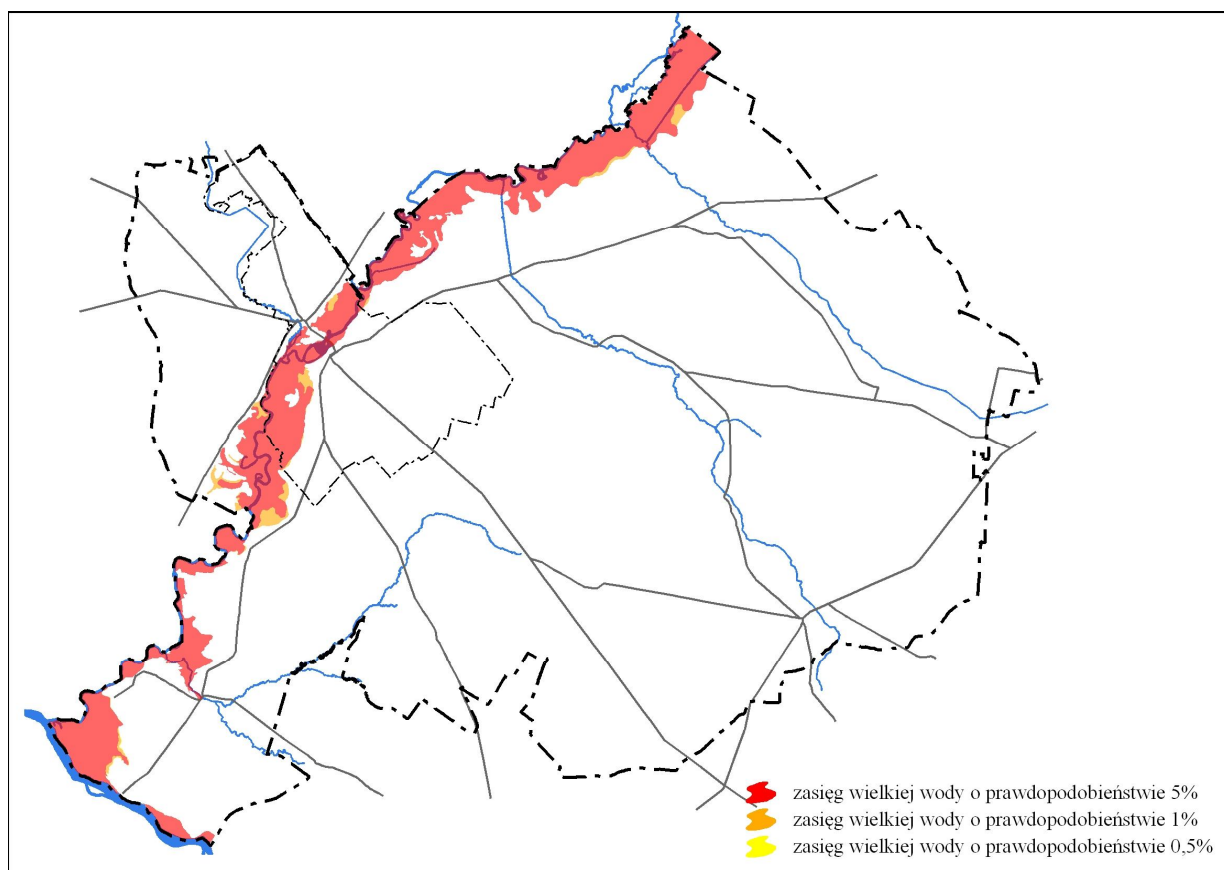 zasięg wielkiej wody o prawdopodobieństwie 5%
zasięg wielkiej wody o prawdopodobieństwie 1%
zasięg wielkiej wody o prawdopodobieństwie 0,5%